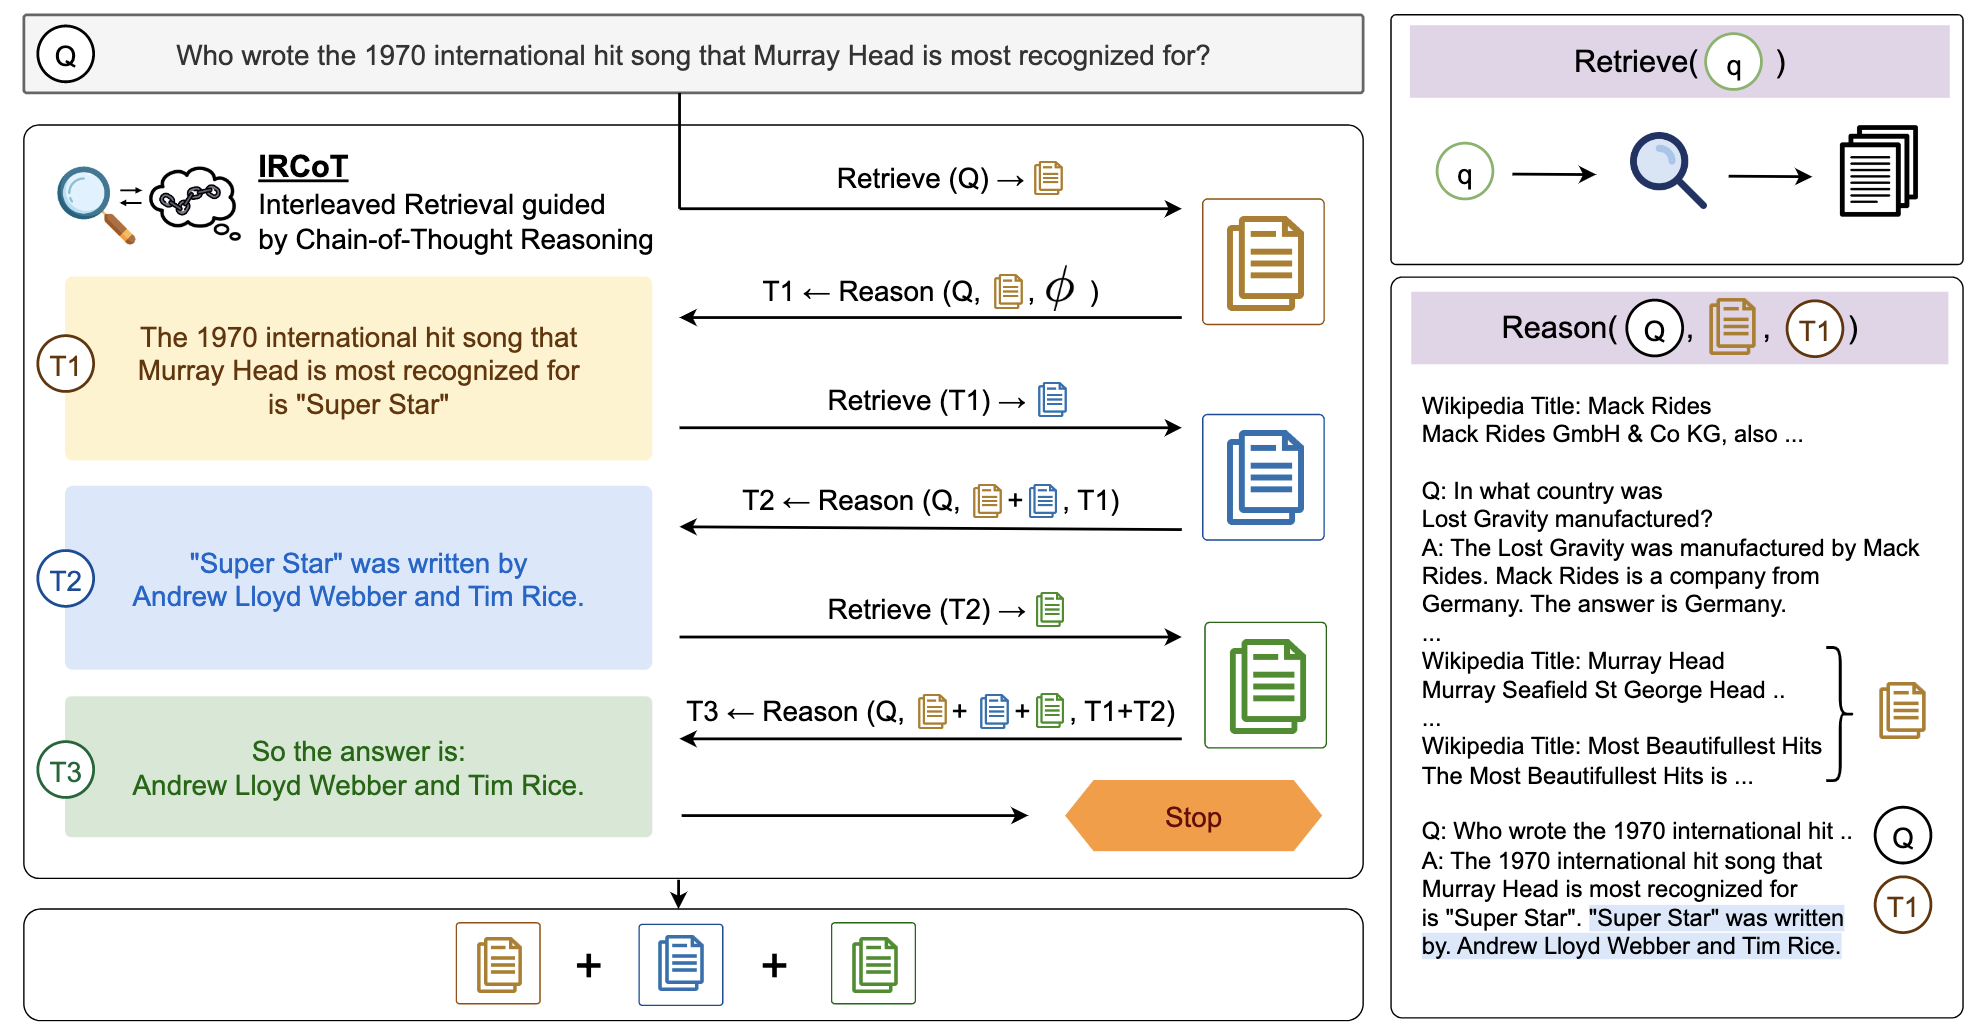 Q Who wrote the 1970 international hit song that Murray Head is most recognized for?
IRCoT
Interleaved Retrieval guided
by Chain-of-Thought Reasoning
Retrieve (Q) →
T1 ← Reason (Q, , ϕ )
T1
The 1970 international hit song that
Murray Head is most recognized for
is "Super Star"
Retrieve (T1) →
T2 ← Reason (Q, + , T1)
T2
"Super Star" was written by
Andrew Lloyd Webber and Tim Rice.
Retrieve (T2) →
T3 ← Reason (Q, + + , T1+T2)
T3
So the answer is:
Andrew Lloyd Webber and Tim Rice.
Stop
+ +
Retrieve( q )
q
Reason( Q , , T1 )
Wikipedia Title: Mack Rides
Mack Rides GmbH & Co KG, also ...
Q: In what country was
Lost Gravity manufactured?
A: The Lost Gravity was manufactured by Mack
Rides. Mack Rides is a company from
Germany. The answer is Germany.
...
Wikipedia Title: Murray Head
Murray Seafield St George Head ..
...
Wikipedia Title: Most Beautifullest Hits
The Most Beautifullest Hits is ...
Q: Who wrote the 1970 international hit ..
Q
A: The 1970 international hit song that
Murray Head is most recognized for
is "Super Star". "Super Star" was written
by. Andrew Lloyd Webber and Tim Rice.
T1